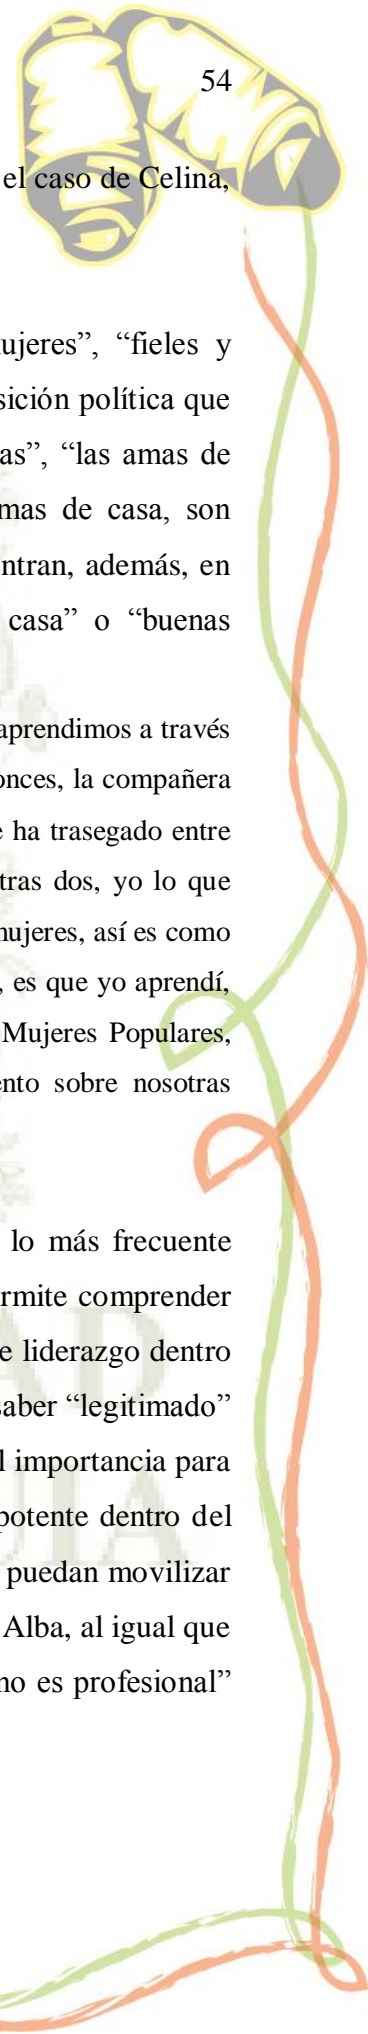 54
el caso de Celina,
ujeres”, “fieles y
sición política que
as”, “las amas de
mas de casa, son
ntran, además, en
casa” o “buenas
aprendimos a través
onces, la compañera
e ha trasegado entre
tras dos, yo lo que
mujeres, así es como
, es que yo aprendí,
Mujeres Populares,
ento sobre nosotras
lo más frecuente
rmite comprender
e liderazgo dentro
saber “legitimado”
l importancia para
potente dentro del
puedan movilizar
Alba, al igual que
no es profesional”